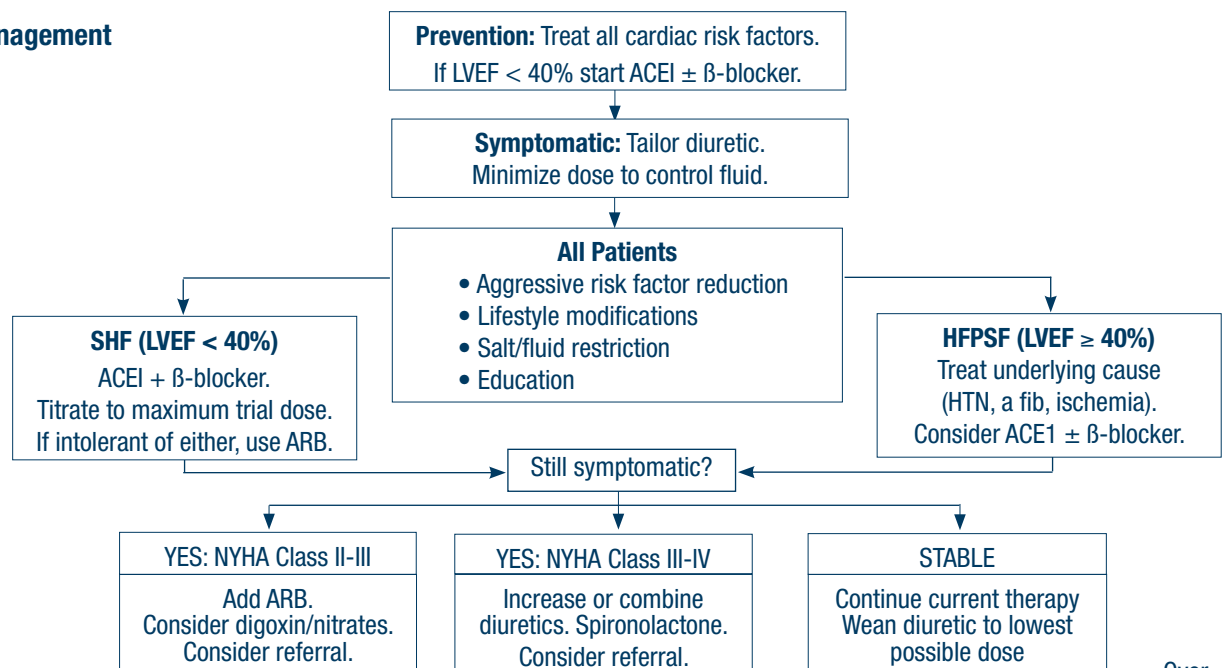 nagement
Prevention: Treat all cardiac risk factors.
If LVEF < 40% start ACEI ± ß-blocker.
Symptomatic: Tailor diuretic.
Minimize dose to control fluid.
All Patients
• Aggressive risk factor reduction
• Lifestyle modifications
• Salt/fluid restriction
• Education
SHF (LVEF < 40%)
ACEI + ß-blocker.
Titrate to maximum trial dose.
If intolerant of either, use ARB.
HFPSF (LVEF ≥ 40%)
Treat underlying cause
(HTN, a fib, ischemia).
Consider ACE1 ± ß-blocker.
Still symptomatic?
YES: NYHA Class II-III
Add ARB.
Consider digoxin/nitrates.
Consider referral.
YES: NYHA Class III-IV
Increase or combine
diuretics. Spironolactone.
Consider referral.
STABLE
Continue current therapy
Wean diuretic to lowest
possible dose